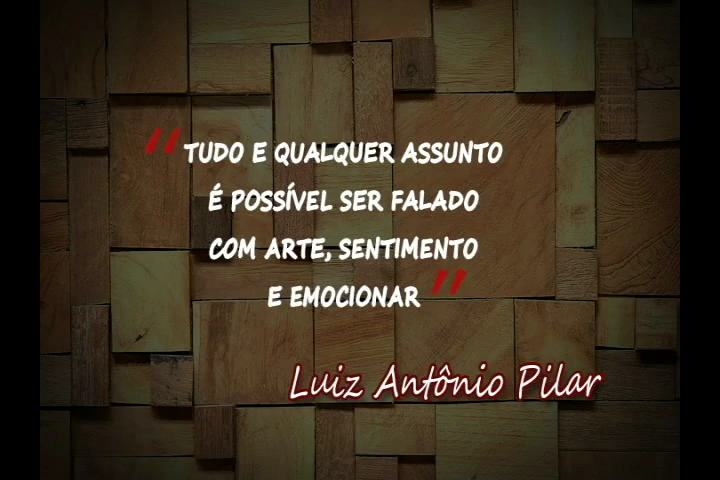 “TUDO E QUALQUER ASSUNTO
É POSSÍVEL SER FALADO
COM ARTE, SENTIMENTO
E EMOCIONAR”
Luiz Antônio Pilar